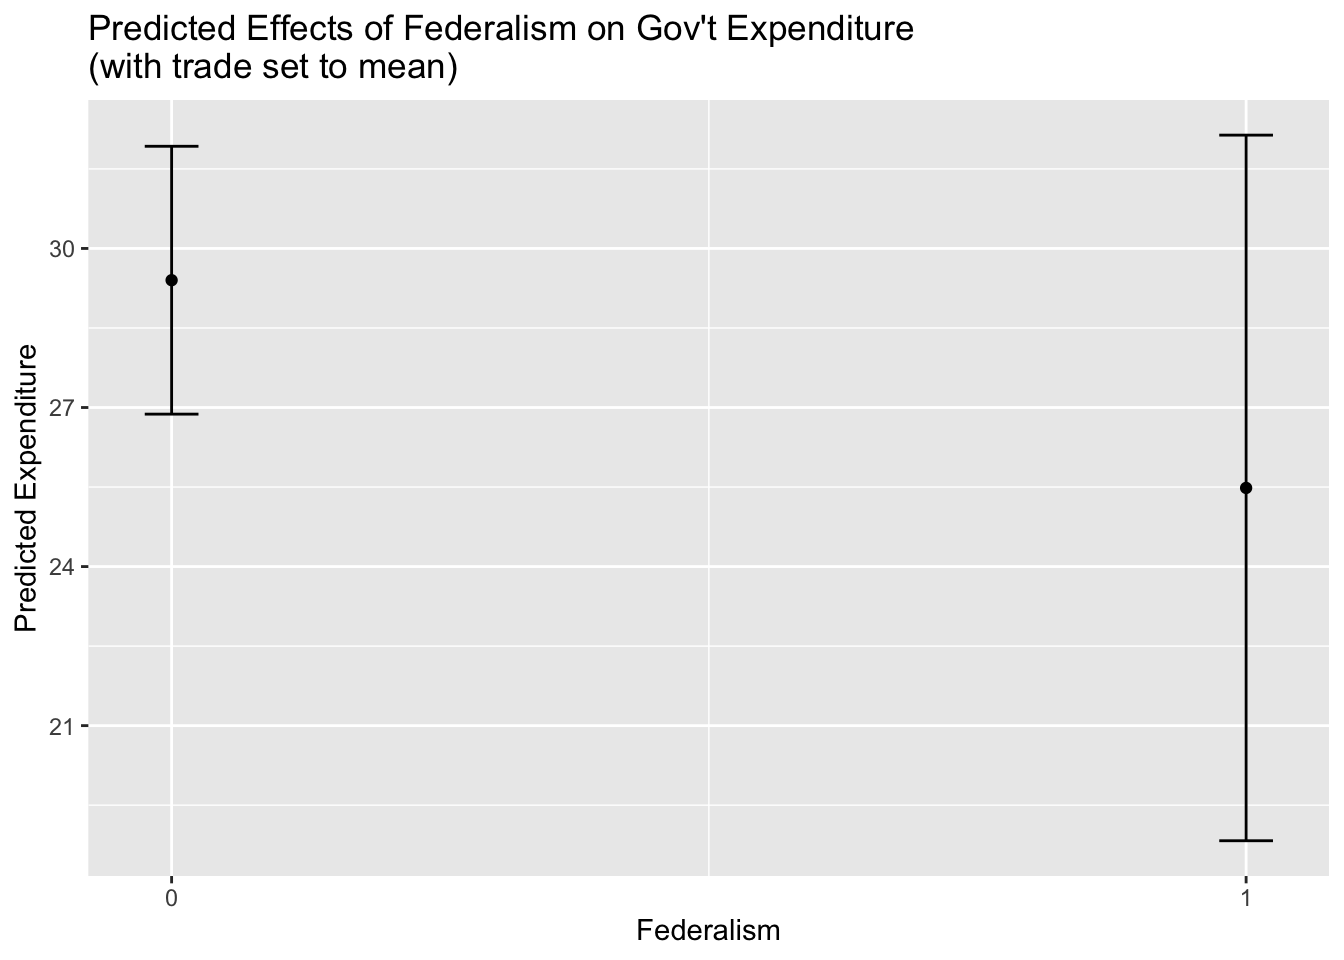 Predicted Effects of Federalism on Gov't Expenditure
(with trade set to mean)
Predicted Expenditure
30
27
24
21
0
1
Federalism